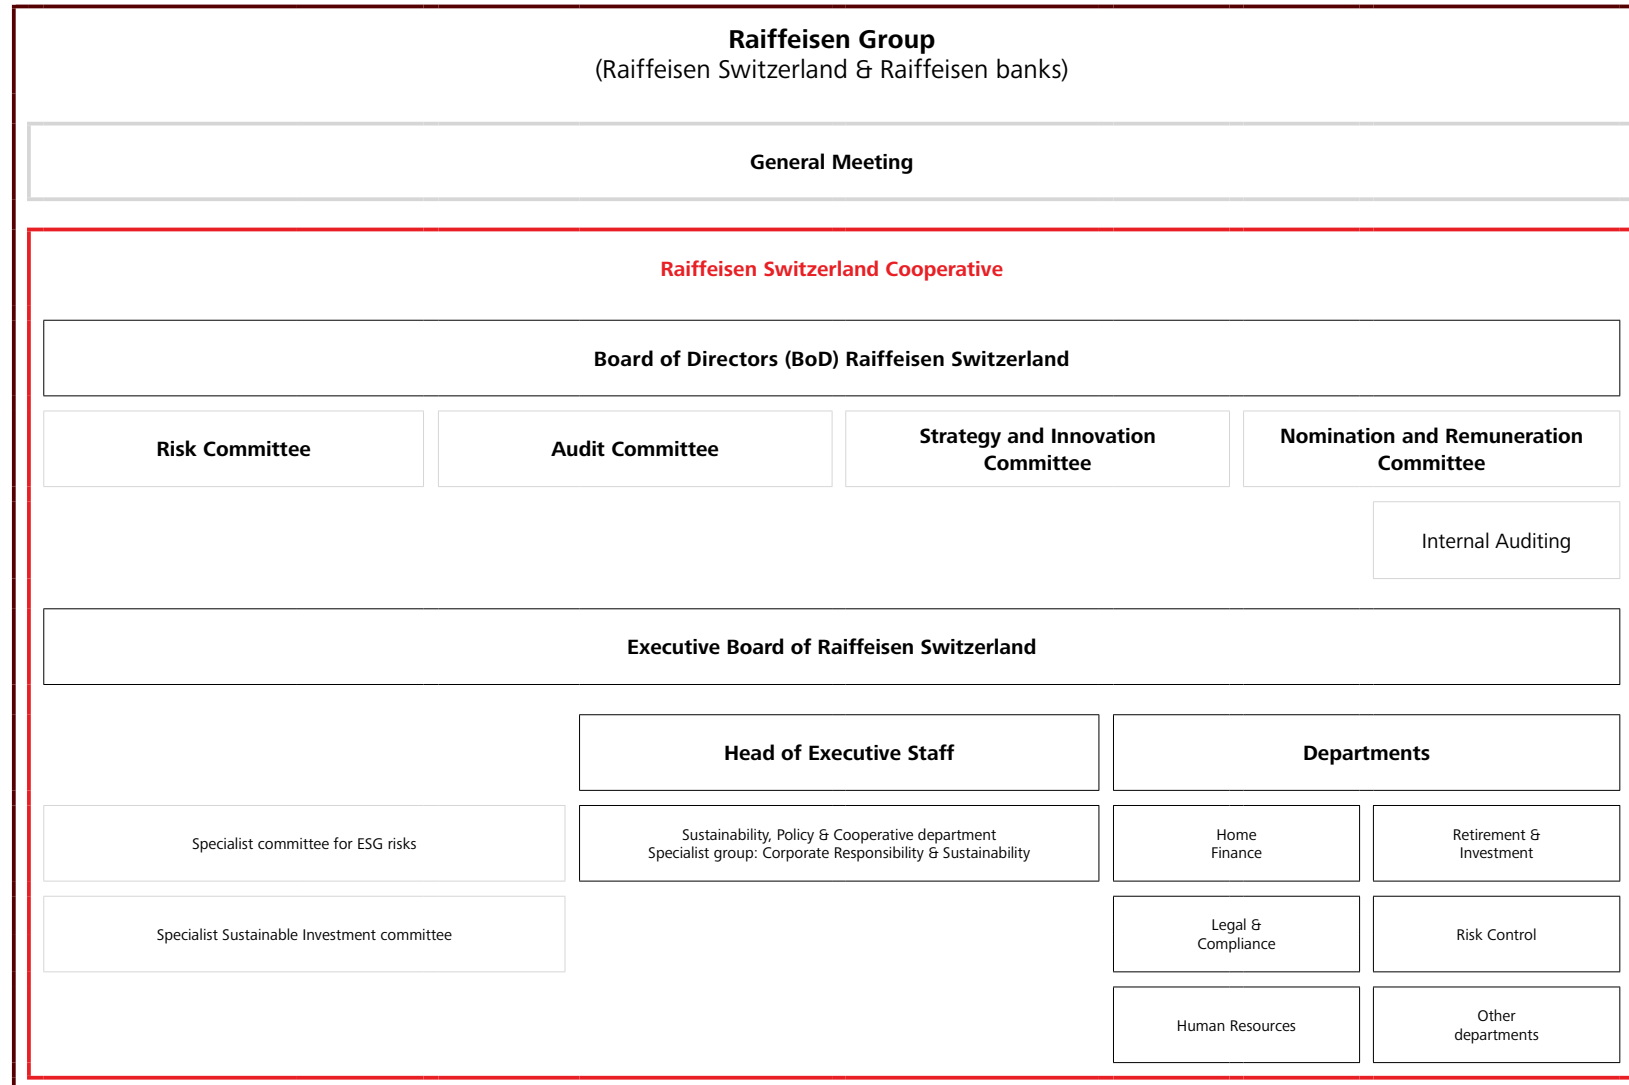 Raiffeisen Group
(Raiffeisen Switzerland & Raiffeisen banks)
General Meeting
Raiffeisen Switzerland Cooperative
Board of Directors (BoD) Raiffeisen Switzerland
Risk Committee
Audit Committee
Strategy and Innovation
Committee
Nomination and Remuneration
Committee
Internal Auditing
Executive Board of Raiffeisen Switzerland
Head of Executive Staff
Departments
Specialist committee for ESG risks
Sustainability, Policy & Cooperative department
Specialist group: Corporate Responsibility & Sustainability
Home
Finance
Retirement &
Investment
Specialist Sustainable Investment committee
Legal &
Compliance
Risk Control
Human Resources
Other
departments